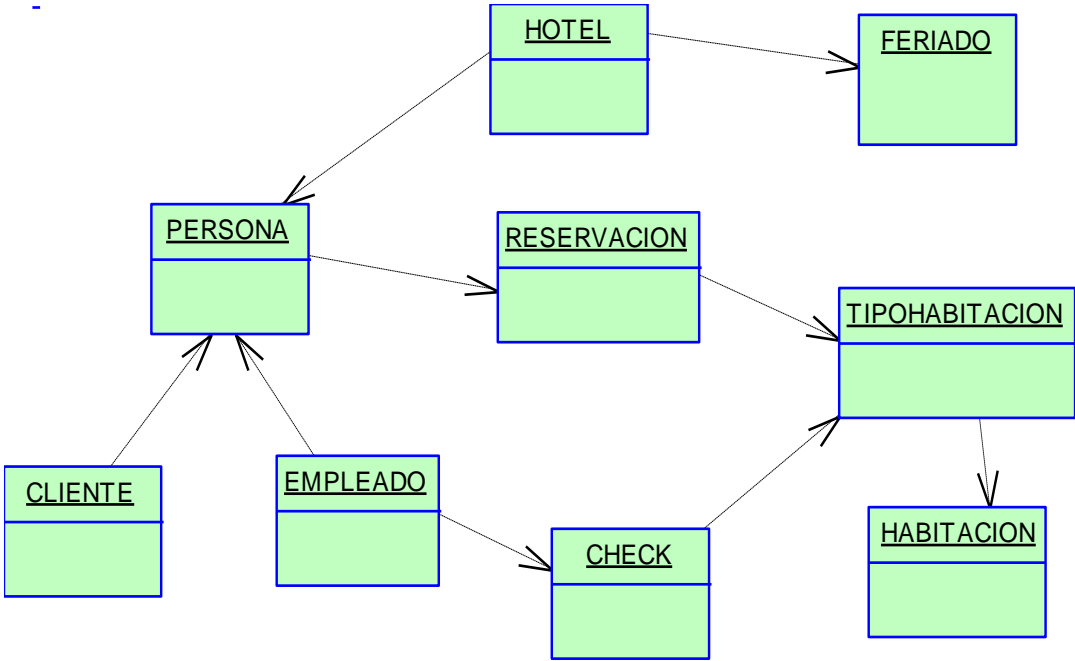 HOTEL
FERIADO
PERSONA
RESERVACION
TIPOHABITACION
CLIENTE
EMPLEADO
CHECK
HABITACION